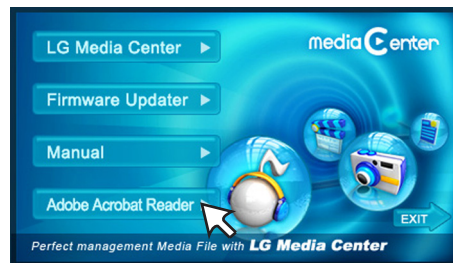 LG Media Center
media Center
Firmware Updater
Manual
Adobe Acrobat Reader
EXIT
Perfect management Media File with LG Media Center